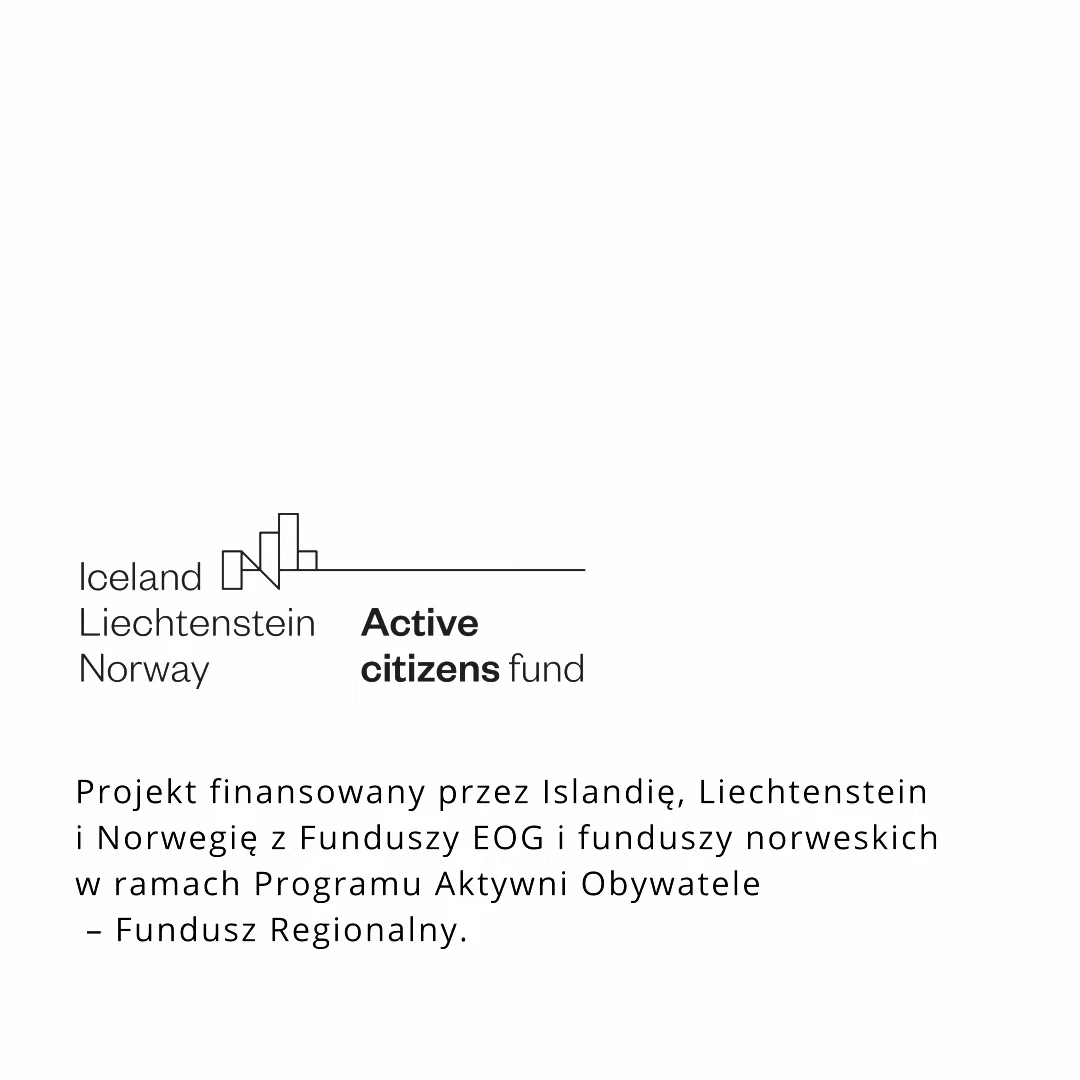 Iceland
Liechtenstein
Norway
Active
citizens fund
Projekt finansowany przez Islandię, Liechtenstein
i Norwegię z Funduszy EOG i funduszy norweskich
w ramach Programu Aktywni Obywatele
– Fundusz Regionalny.